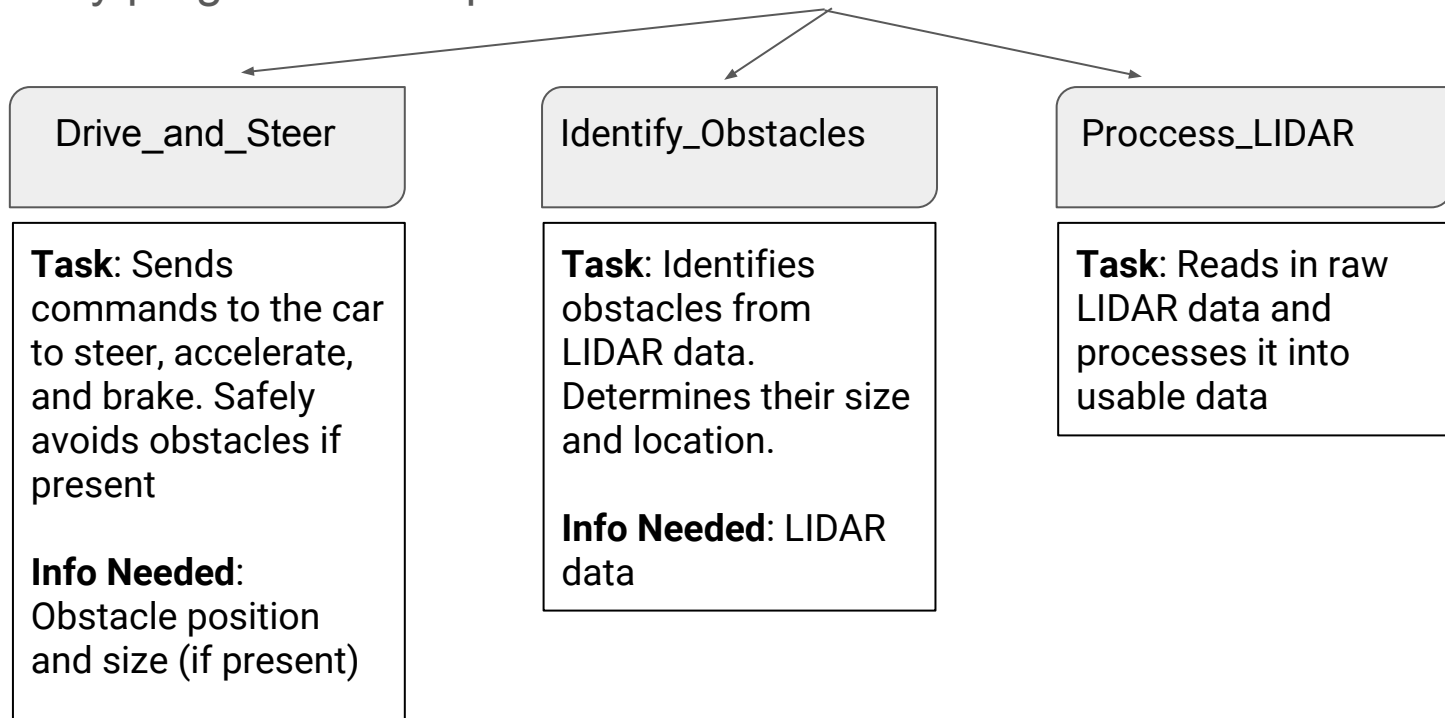 Drive_and_Steer
Task: Sends
commands to the car
to steer, accelerate,
and brake. Safely
avoids obstacles if
present
Info Needed:
Obstacle position
and size (if present)
Identify_Obstacles
Task: Identifies
obstacles from
LIDAR data.
Determines their size
and location.
Info Needed: LIDAR
data
Proccess_LIDAR
Task: Reads in raw
LIDAR data and
processes it into
usable data